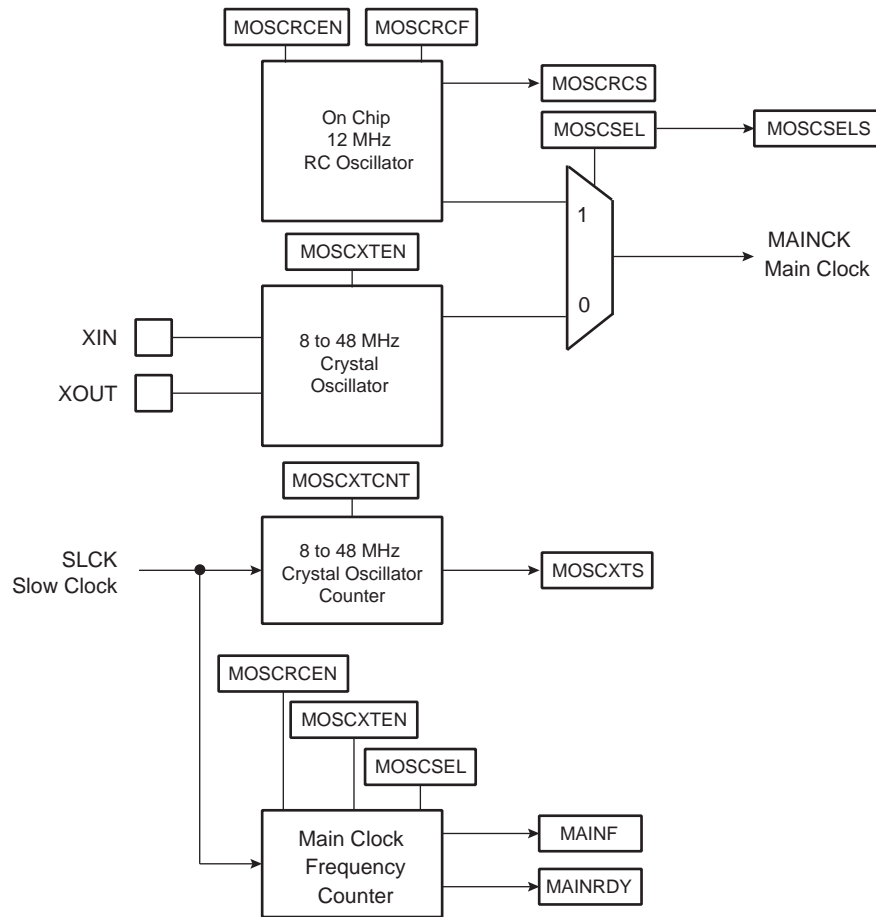 MOSCRCEN
MOSCRCF
On Chip
12 MHz
RC Oscillator
MOSCRCS
MOSCSEL
MOSCSELS
1
0
MAINCK
Main Clock
MOSCXTEN
XIN
XOUT
8 to 48 MHz
Crystal
Oscillator
MOSCXTCNT
SLCK
Slow Clock
8 to 48 MHz
Crystal Oscillator
Counter
MOSCXTS
MOSCRCEN
MOSCXTEN
MOSCSEL
Main Clock
Frequency
Counter
MAINF
MAINRDY